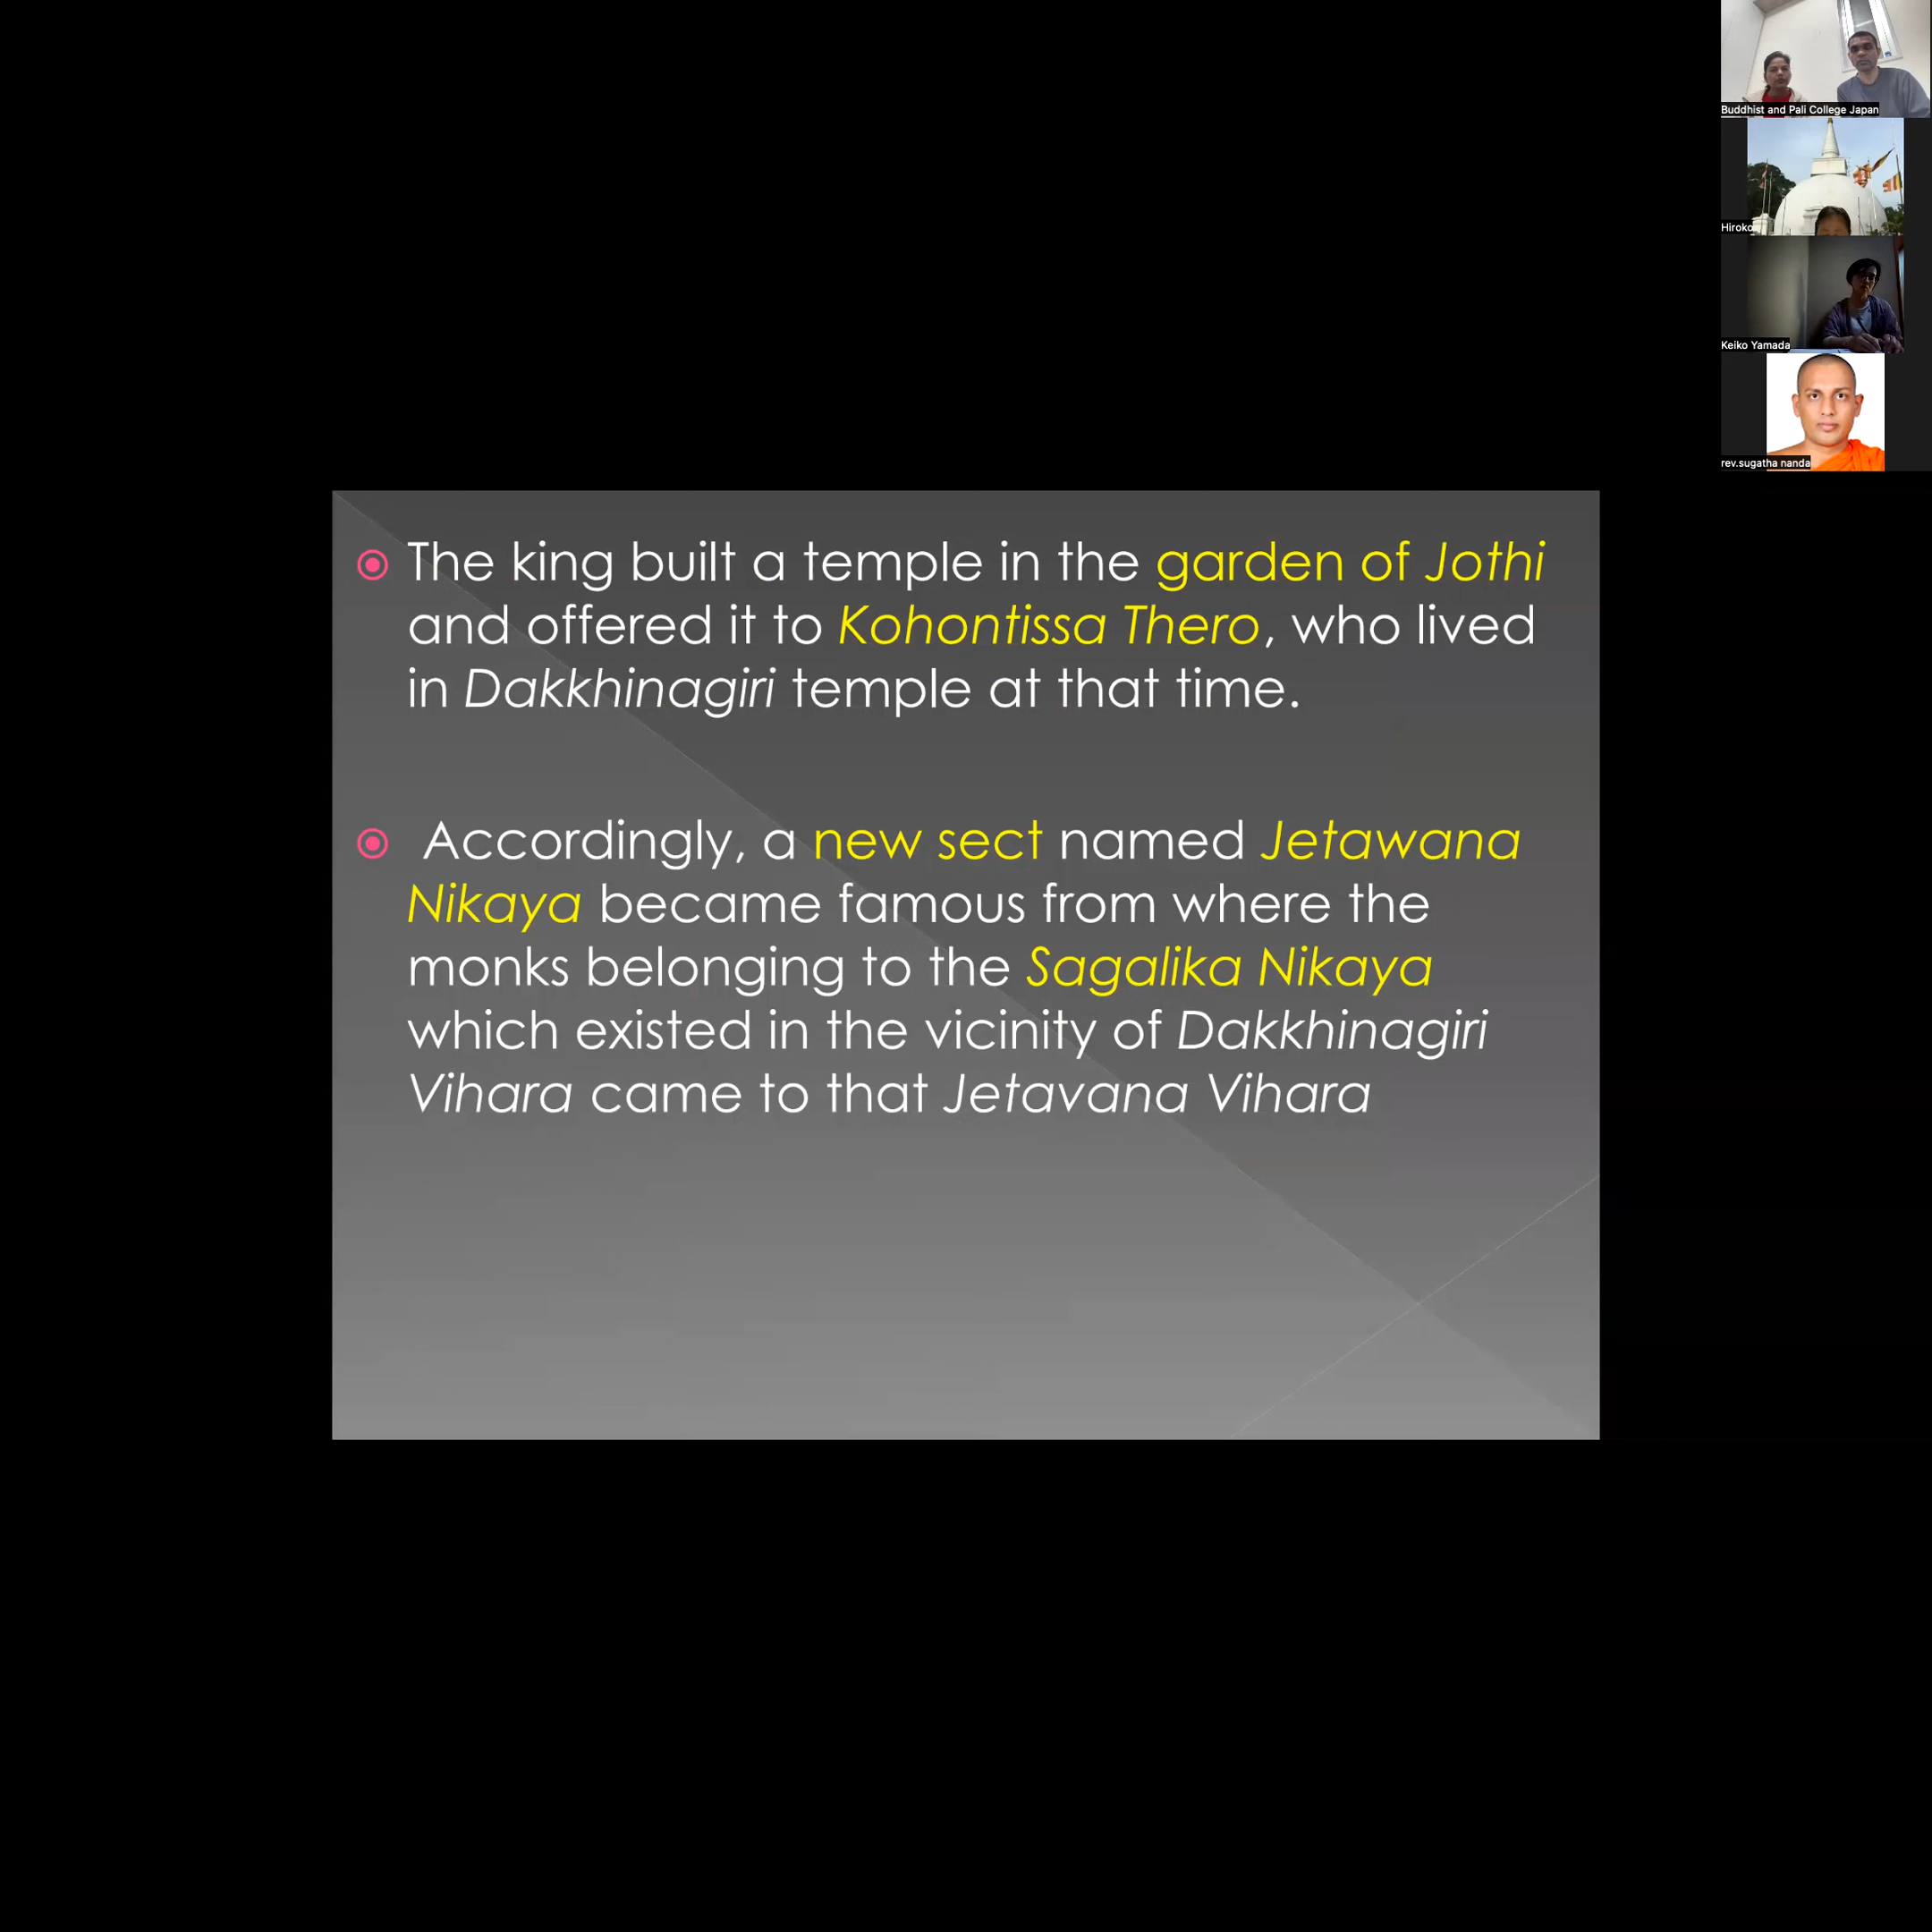 Buddhist and Pali College Japan
Hiroko
Keiko Yamada
rev.sugatha nanda
The king built a temple in the garden of Jothi
and offered it to Kohontissa Thero, who lived
in Dakkhinagiri temple at that time.
Accordingly, a new sect named Jetawana
Nikaya became famous from where the
monks belonging to the Sagalika Nikaya
which existed in the vicinity of Dakkhinagiri
Vihara came to that Jetavana Vihara